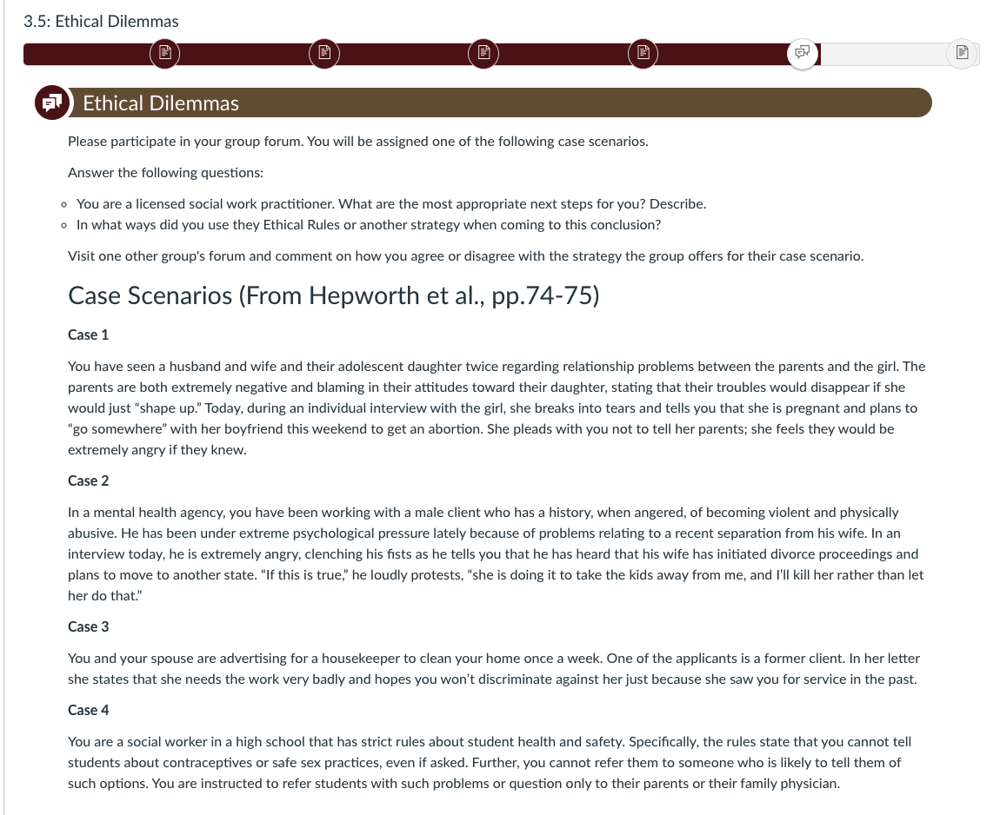 3.5: Ethical Dilemmas
Ethical Dilemmas
Please participate in your group forum. You will be assigned one of the following case scenarios.
Answer the following questions:
You are a licensed social work practitioner. What are the most appropriate next steps for you? Describe.
In what ways did you use they Ethical Rules or another strategy when coming to this conclusion?
Visit one other group's forum and comment on how you agree or disagree with the strategy the group offers for their case scenario.
Case Scenarios (From Hepworth et al., pp.74-75)
Case 1
You have seen a husband and wife and their adolescent daughter twice regarding relationship problems between the parents and the girl. The
parents are both extremely negative and blaming in their attitudes toward their daughter, stating that their troubles would disappear if she
would just “shape up.” Today, during an individual interview with the girl, she breaks into tears and tells you that she is pregnant and plans to
“go somewhere” with her boyfriend this weekend to get an abortion. She pleads with you not to tell her parents; she feels they would be
extremely angry if they knew.
Case 2
In a mental health agency, you have been working with a male client who has a history, when angered, of becoming violent and physically
abusive. He has been under extreme psychological pressure lately because of problems relating to a recent separation from his wife. In an
interview today, he is extremely angry, clenching his fists as he tells you that he has heard that his wife has initiated divorce proceedings and
plans to move to another state. “If this is true,” he loudly protests, “she is doing it to take the kids away from me, and I’ll kill her rather than let
her do that.”
Case 3
You and your spouse are advertising for a housekeeper to clean your home once a week. One of the applicants is a former client. In her letter
she states that she needs the work very badly and hopes you won’t discriminate against her just because she saw you for service in the past.
Case 4
You are a social worker in a high school that has strict rules about student health and safety. Specifically, the rules state that you cannot tell
students about contraceptives or safe sex practices, even if asked. Further, you cannot refer them to someone who is likely to tell them of
such options. You are instructed to refer students with such problems or question only to their parents or their family physician.